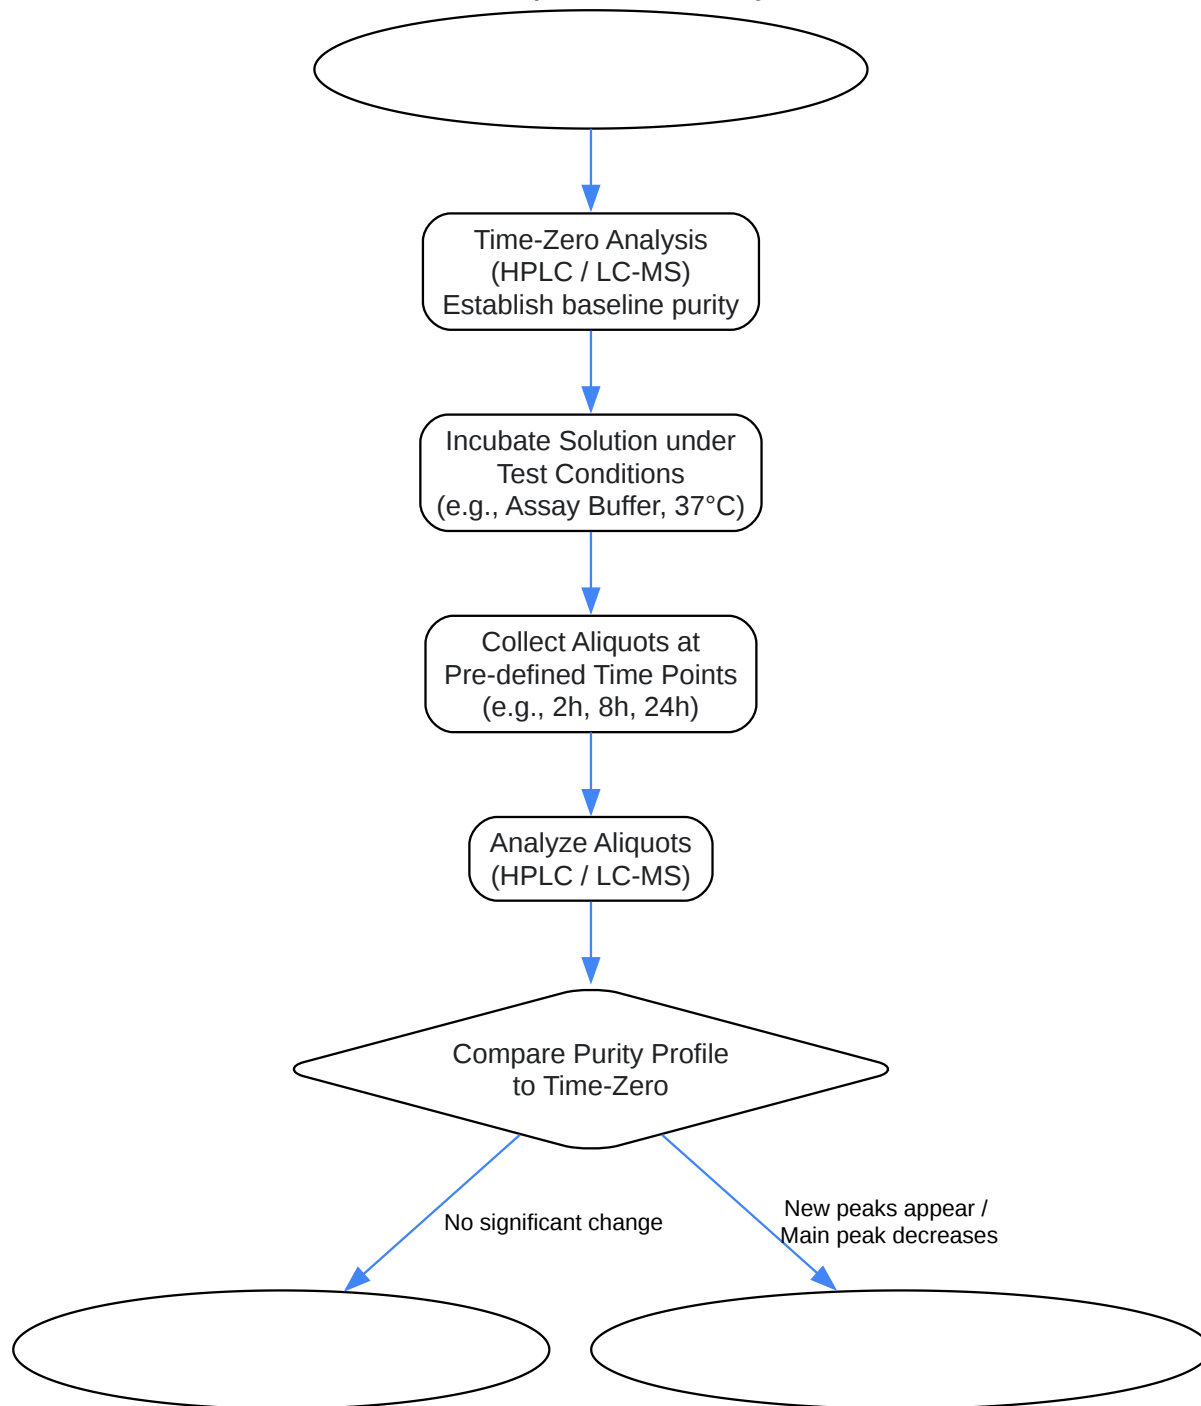 Time-Zero Analysis
(HPLC / LC-MS)
Establish baseline purity
Incubate Solution under
Test Conditions
(e.g., Assay Buffer, 37°C)
Collect Aliquots at
Pre-defined Time Points
(e.g., 2h, 8h, 24h)
Analyze Aliquots
(HPLC / LC-MS)
Compare Purity Profile
to Time-Zero
No significant change
New peaks appear /
Main peak decreases